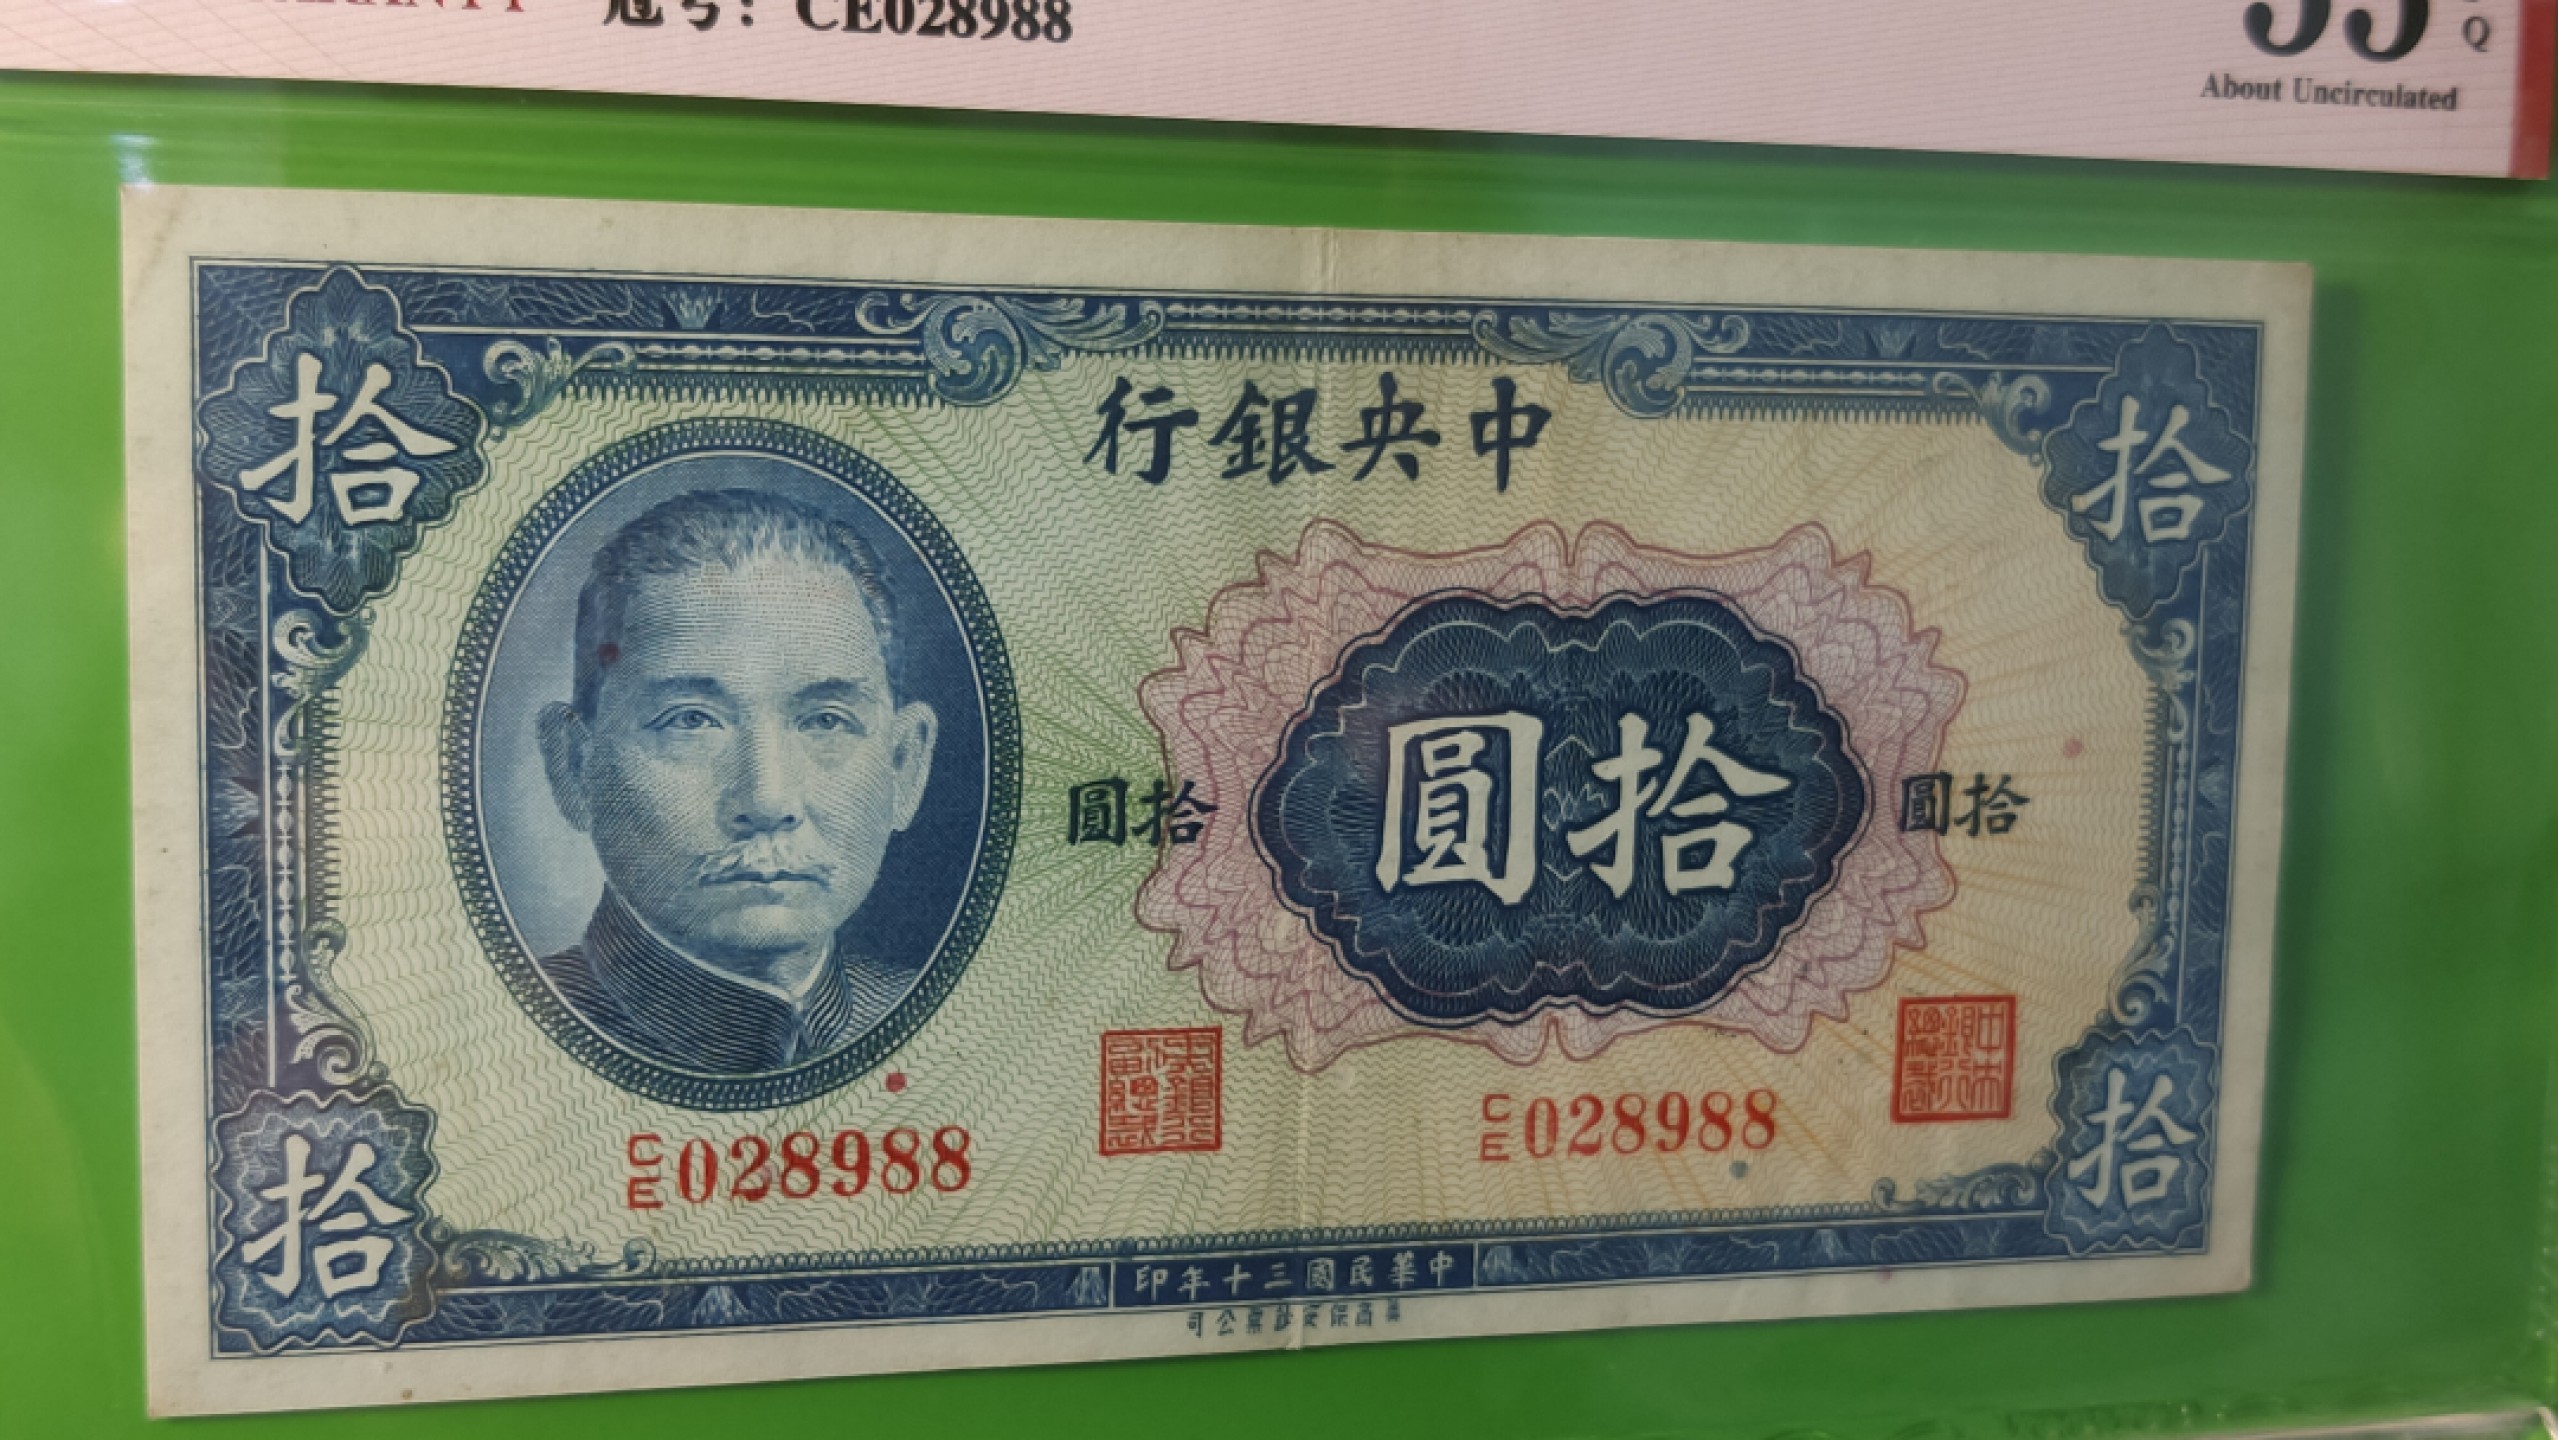 冠号: CE028988
55
Q
About Uncirculated
拾
拾
中央銀行
拾圓
拾圓
拾圓
CE028988
CE028988
拾
拾
中華民國三十年印